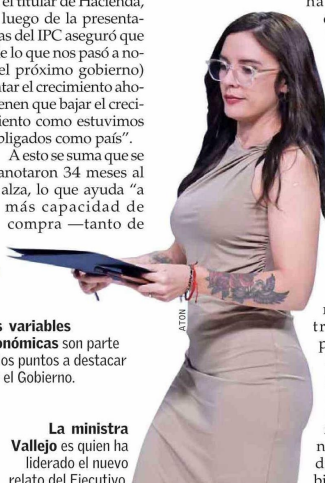 el titular de Hacienda,
luego de la presenta-
as del IPC aseguró que
e lo que nos pasó a no-
el próximo gobierno)
tar el crecimiento aho-
enen que bajar el creci-
iento como estuvimos
bligados como país”.
A esto se suma que se
anotaron 34 meses al
alza, lo que ayuda “a
más capacidad de
compra —tanto de
s variables
onómicas son parte
os puntos a destacar
el Gobierno.
ATON
La ministra
Vallejo es quien ha
liderado el nuevo
relato del Ejecutivo.